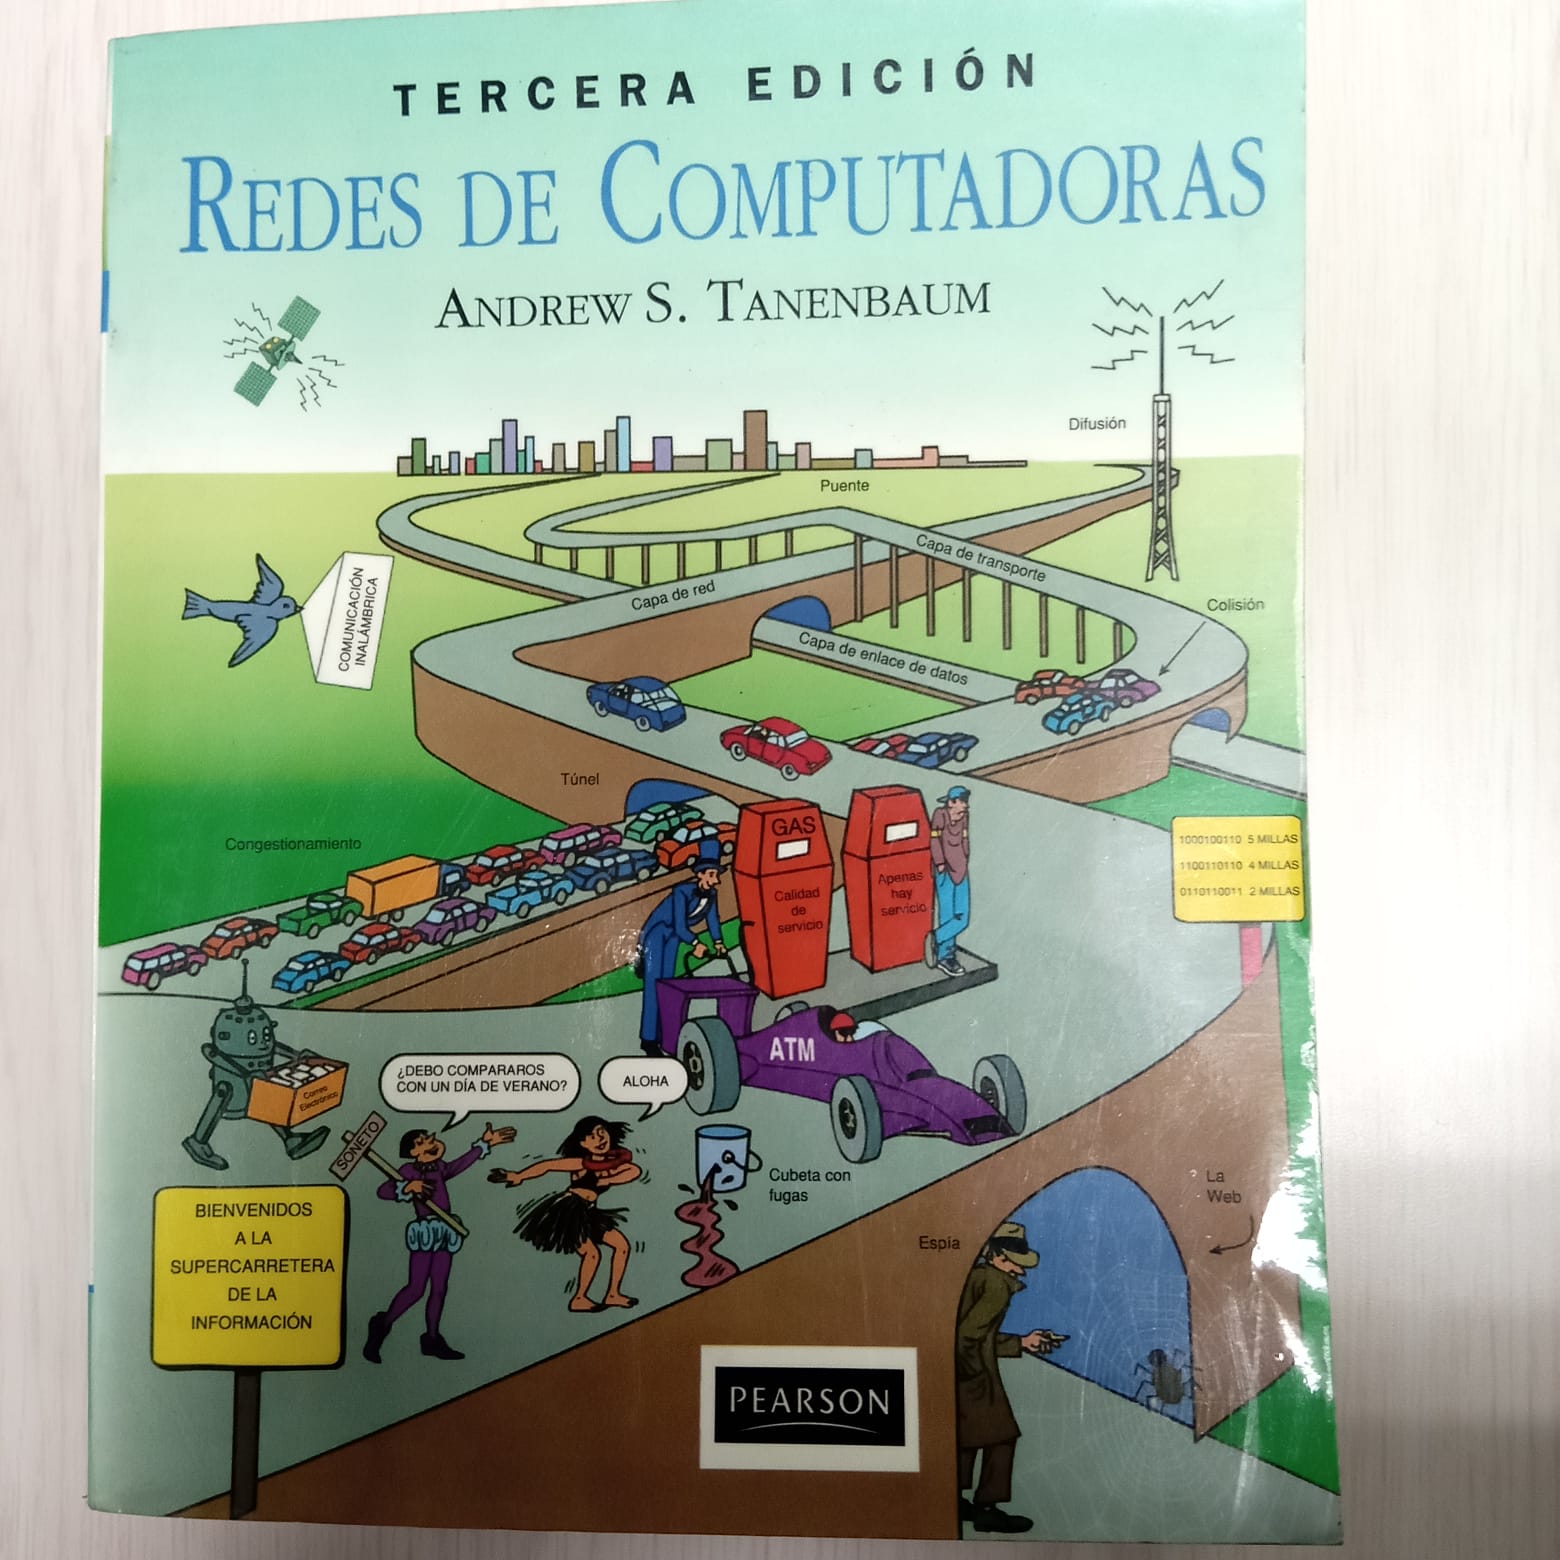 TERCERA EDICIÓN
REDES DE COMPUTADORAS
ANDREW S. TANENBAUM
Difusión
Puente
Capa de transporte
Capa de red
COMUNICACIÓN
INALÁMBRICA
Colisión
Capa de enlace de datos
Túnel
Congestionamiento
GAS
Calidad
de
servicio
Apenas
hay
servicio
1000100110 5 MILLAS
1100110110 4 MILLAS
0110110011 2 MILLAS
ATM
Correo
Electrónico
¿DEBO COMPARAROS
CON UN DÍA DE VERANO?
ALOHA
SONETO
Cubeta con
fugas
La
Web
BIENVENIDOS
A LA
SUPERCARRETERA
DE LA
INFORMACIÓN
Espía
PEARSON